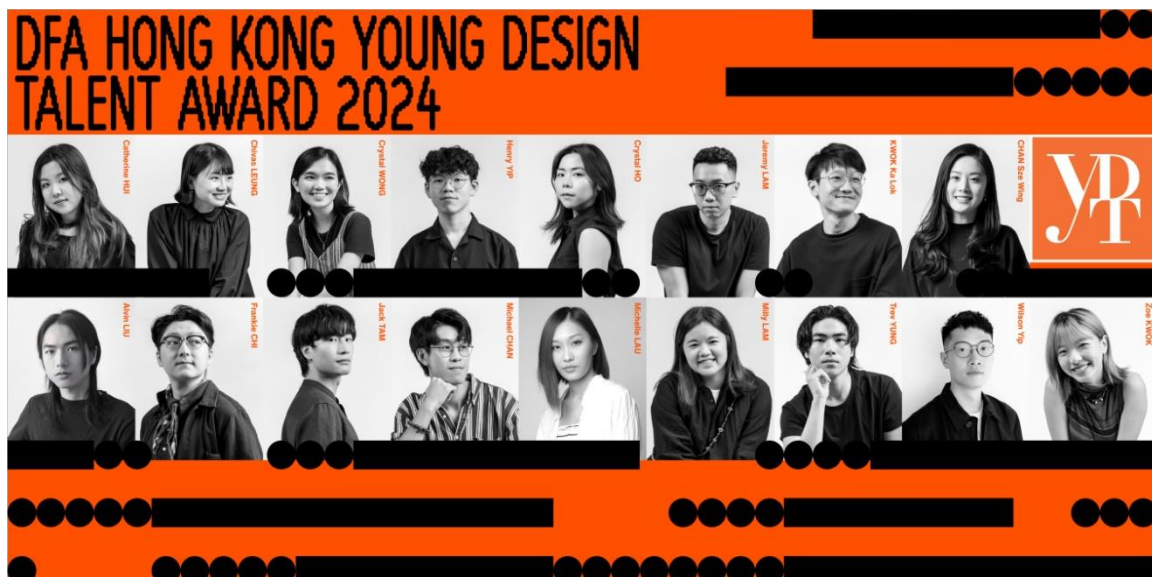 DFA HONG KONG YOUNG DESIGN
TALENT AWARD 2024
Catherine HUI
Chivas LEUNG
Crystal WONG
Henry YIP
Crystal HO
Jeremy LAM
KWOK Ka Lok
CHAN Sze Wing
YDT
Alvin LIU
Frankie CHI
Jack TAM
Michael CHAN
Michelle LAU
Milly LAM
Trev YUNG
Wilson Yip
Zoe KWOK